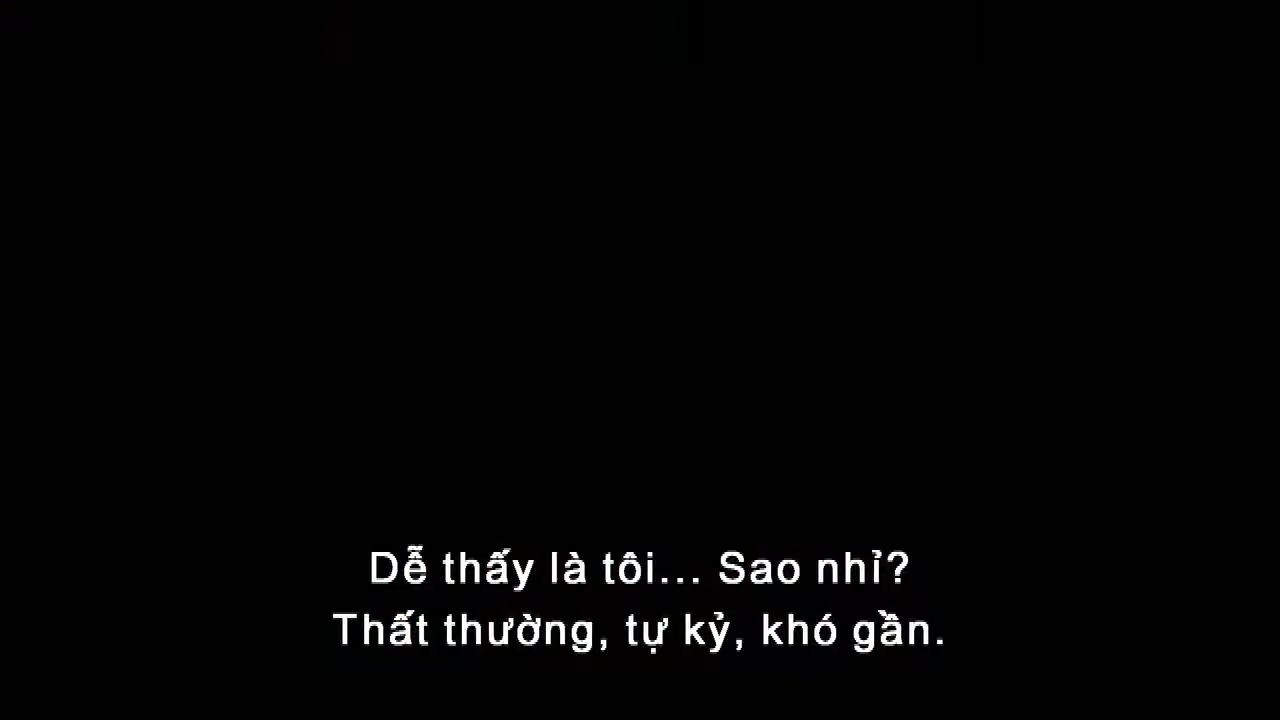 Dễ thấy là tôi... Sao nhỉ?
Thất thường, tự kỷ, khó gần.